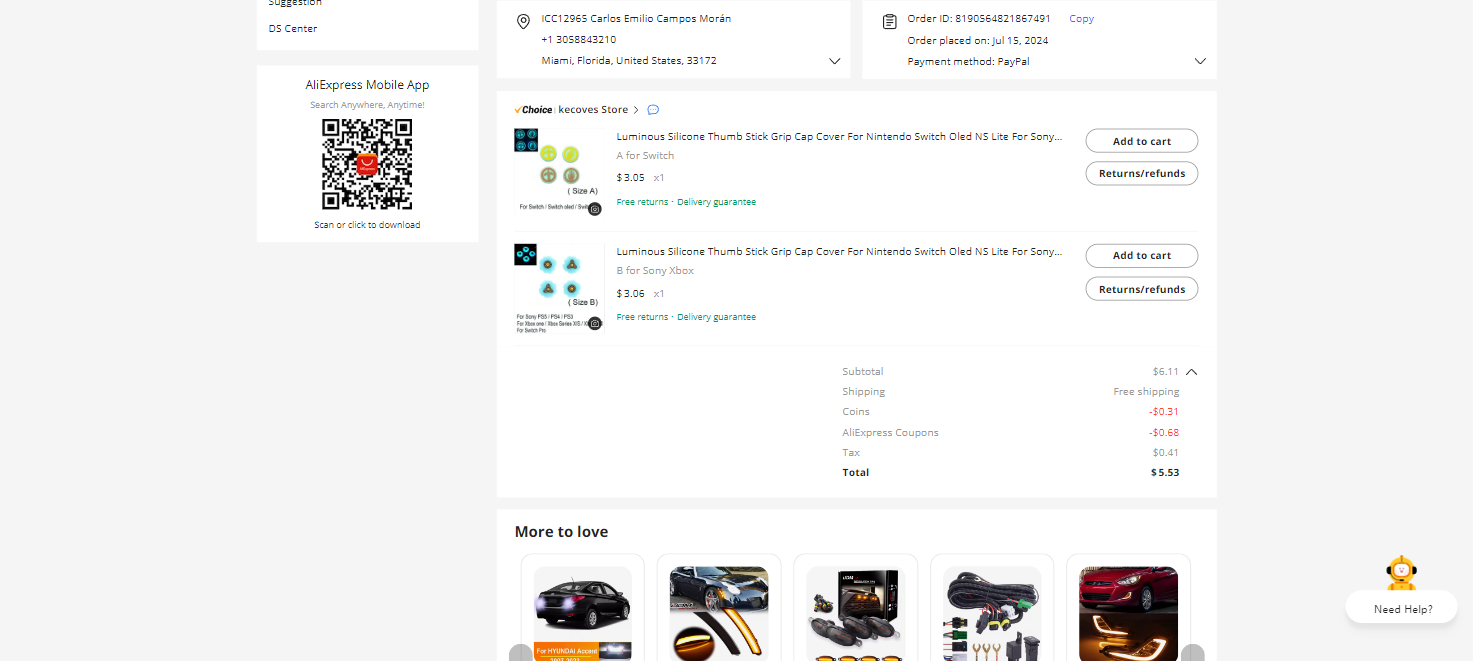 Suggestion
DS Center
AliExpress Mobile App
Search Anywhere, Anytime!
Scan or click to download
ICC12965 Carlos Emilio Campos Morán
+1 3058843210
Miami, Florida, United States, 33172
Order ID: 8190564821867491 Copy
Order placed on: Jul 15, 2024
Payment method: PayPal
Choice kecoves Store
Luminous Silicone Thumb Stick Grip Cap Cover For Nintendo Switch Oled NS Lite For Sony...
A for Switch
$3.05 x1
Free returns · Delivery guarantee
Add to cart
Returns/refunds
( Size A)
For Switch / Switch oled /
Luminous Silicone Thumb Stick Grip Cap Cover For Nintendo Switch Oled NS Lite For Sony...
B for Sony Xbox
$3.06 x1
Free returns · Delivery guarantee
Add to cart
Returns/refunds
( Size B)
For Sony PS5 / PS4 / PS3
For Xbox one / Xbox Series X/S /
For Switch Pro
Subtotal $6.11
Shipping Free shipping
Coins -$0.31
AliExpress Coupons -$0.68
Tax $0.41
Total $5.53
More to love
For HYUNDAI Accent
Need Help?